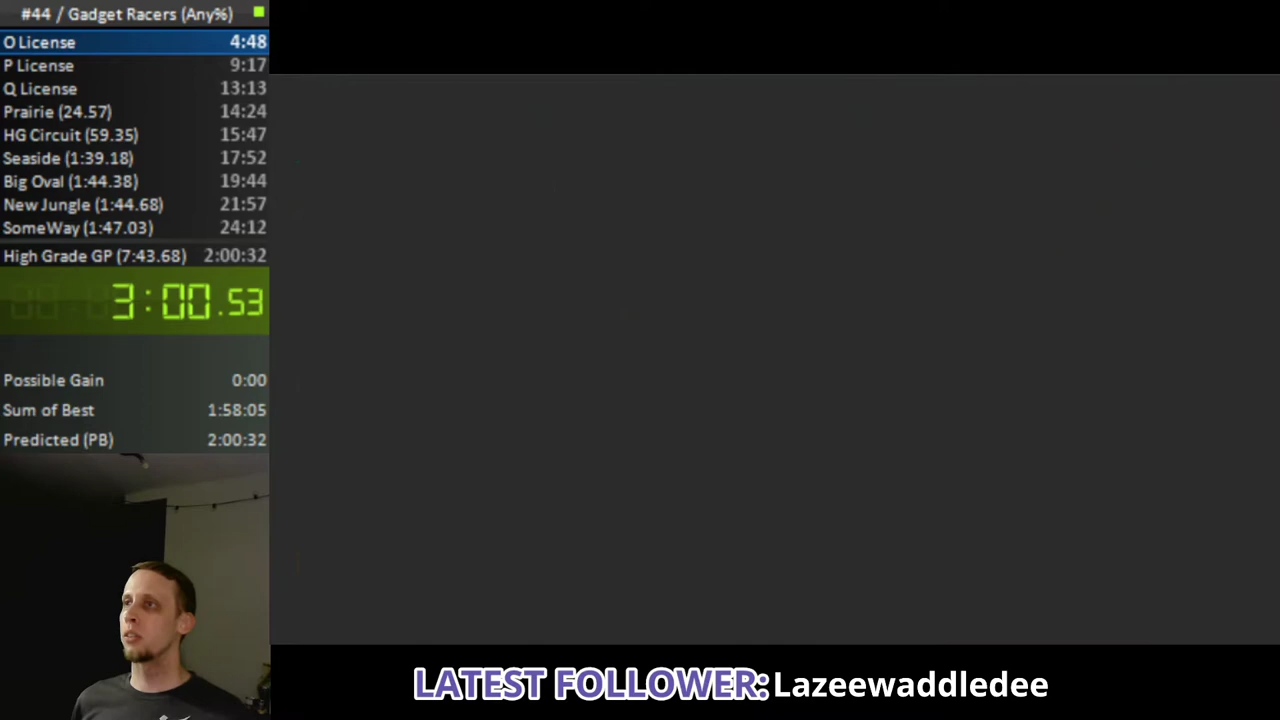 #44 / Gadget Racers (Any%)
O License 4:48
P License 9:17
Q License 13:13
Prairie (24.57) 14:24
HG Circuit (59.35) 15:47
Seaside (1:39.18) 17:52
Big Oval (1:44.38) 19:44
New Jungle (1:44.68) 21:57
SomeWay (1:47.03) 24:12
High Grade GP (7:43.68) 2:00:32
3:00.53
Possible Gain 0:00
Sum of Best 1:58:05
Predicted (PB) 2:00:32
LATEST FOLLOWER: Lazeewaddledee